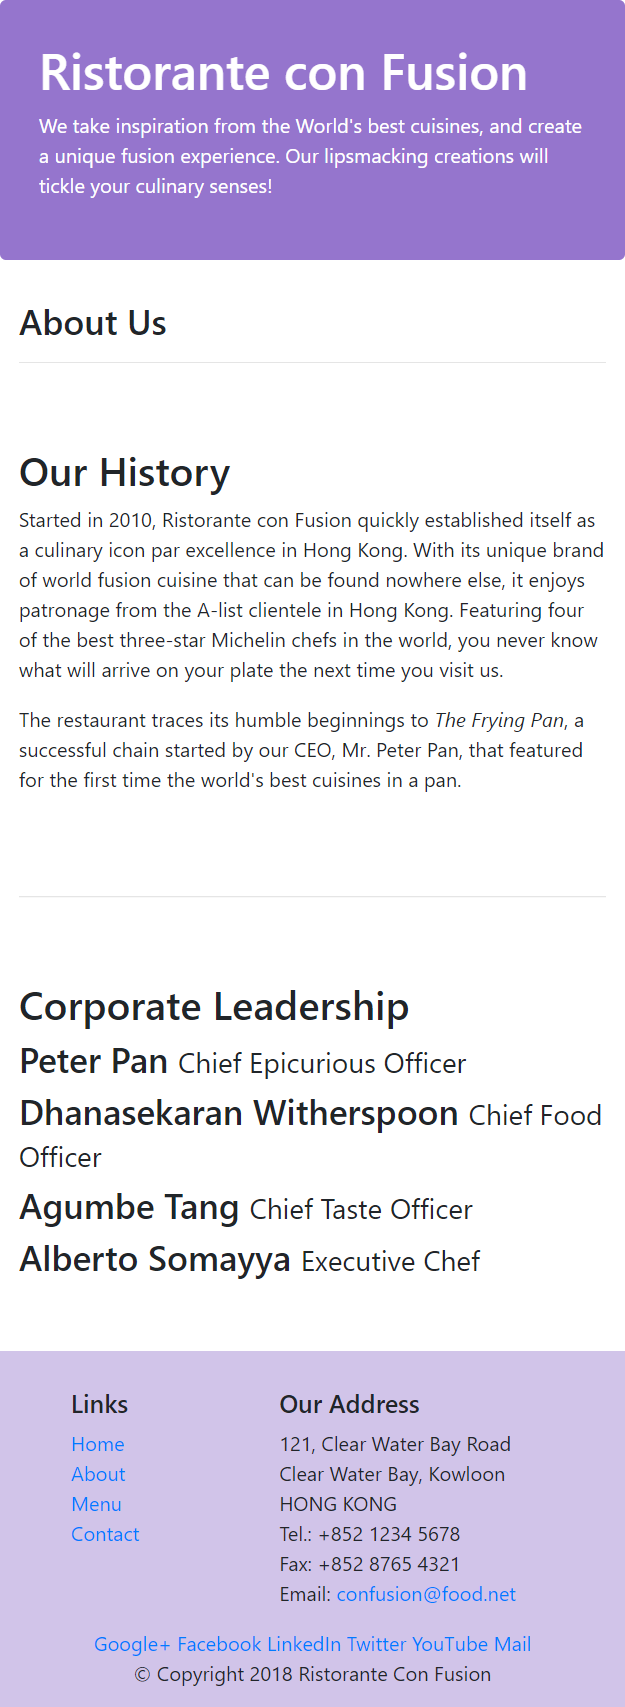 Ristorante con Fusion
We take inspiration from the World's best cuisines, and create
a unique fusion experience. Our lipsmacking creations will
tickle your culinary senses!
About Us
Our History
Started in 2010, Ristorante con Fusion quickly established itself as
a culinary icon par excellence in Hong Kong. With its unique brand
of world fusion cuisine that can be found nowhere else, it enjoys
patronage from the A-list clientele in Hong Kong. Featuring four
of the best three-star Michelin chefs in the world, you never know
what will arrive on your plate the next time you visit us.
The restaurant traces its humble beginnings to The Frying Pan, a
successful chain started by our CEO, Mr. Peter Pan, that featured
for the first time the world's best cuisines in a pan.
Corporate Leadership
Peter Pan Chief Epicurious Officer
Dhanasekaran Witherspoon Chief Food
Officer
Agumbe Tang Chief Taste Officer
Alberto Somayya Executive Chef
Links
Home
About
Menu
Contact
Our Address
121, Clear Water Bay Road
Clear Water Bay, Kowloon
HONG KONG
Tel.: +852 1234 5678
Fax: +852 8765 4321
Email: confusion@food.net
Google+ Facebook LinkedIn Twitter YouTube Mail
© Copyright 2018 Ristorante Con Fusion